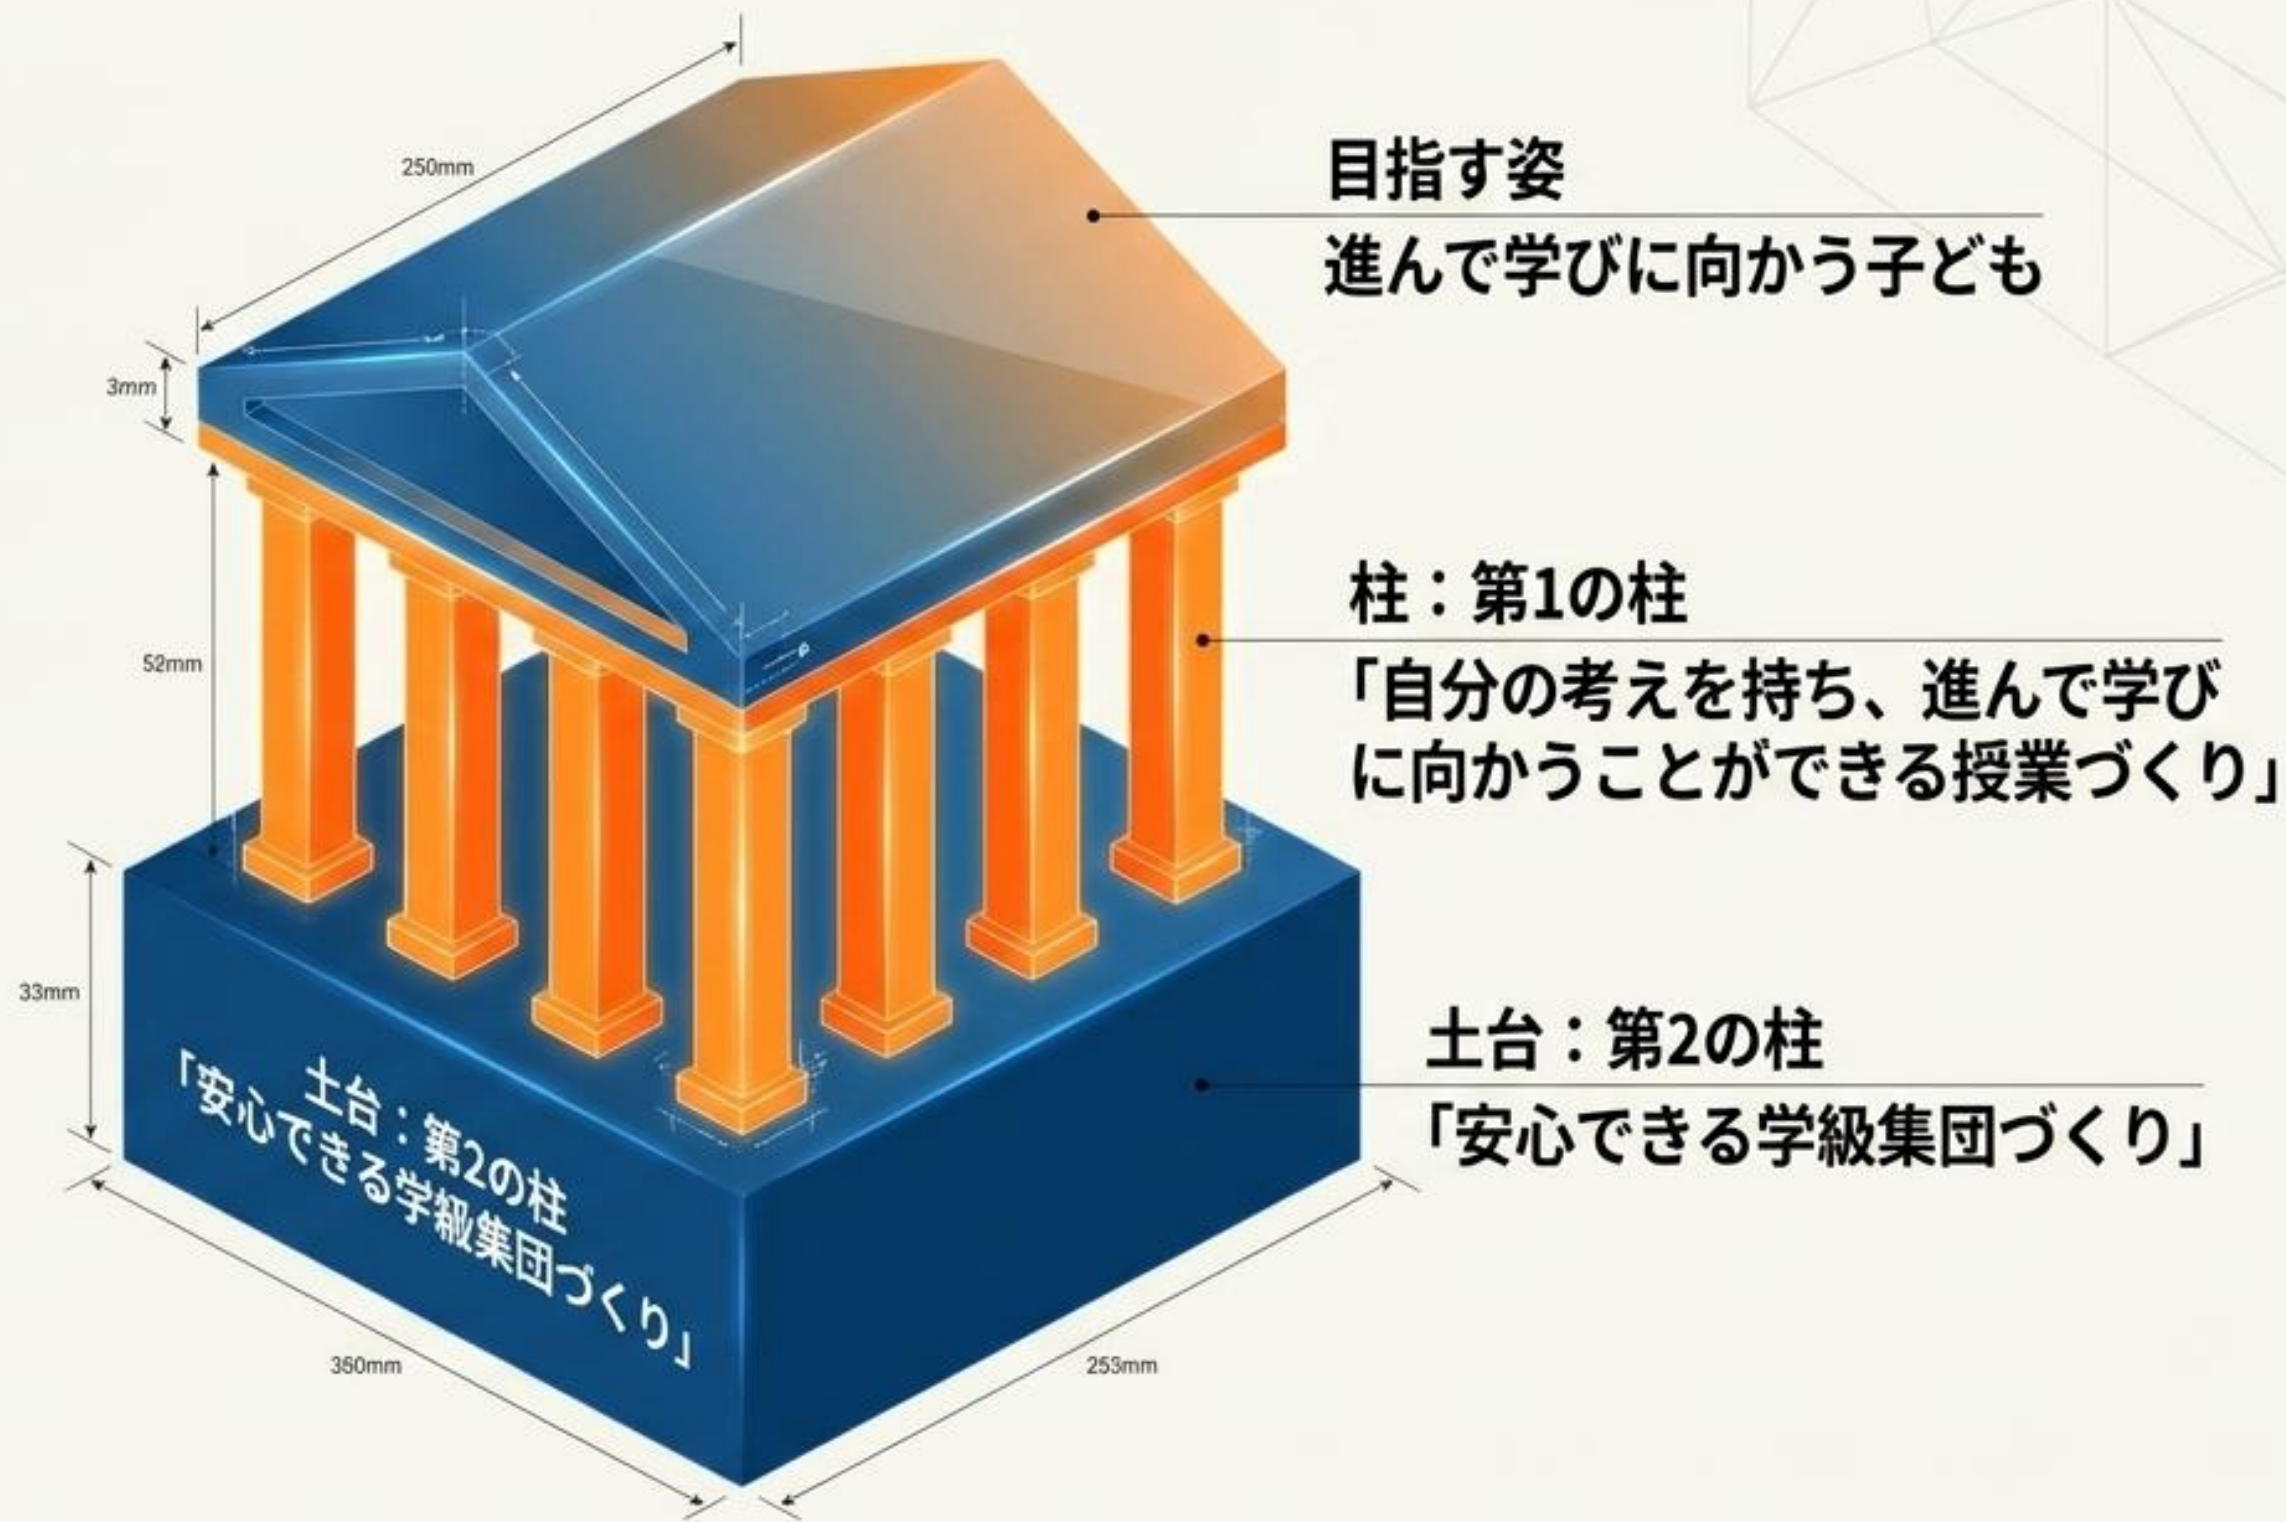 250mm
目指す姿
進んで学びに向かう子ども
3mm
柱：第1の柱
「自分の考えを持ち、進んで学び
に向かうことができる授業づくり」
52mm
土台：第2の柱
「安心できる学級集団づくり」
33mm
土台：第2の柱
「安心できる学級集団づくり」
360mm
253mm